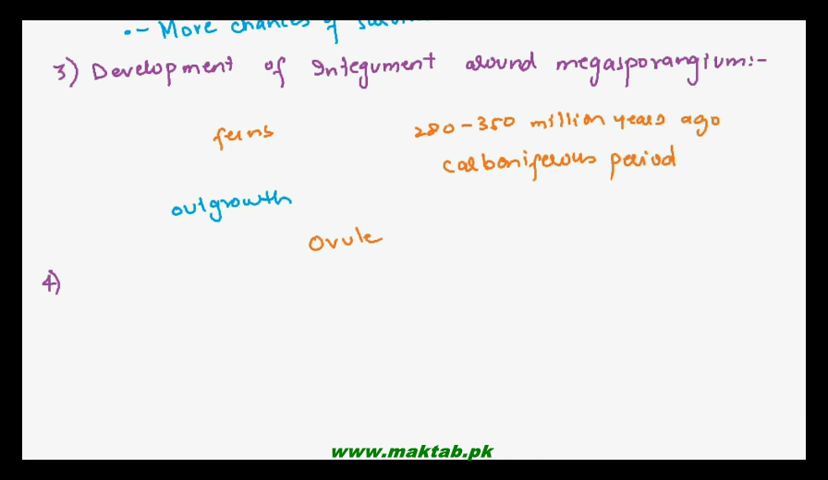 •- More chances of
3) Development of Integument around megasporangium:-
ferns
280-350 million years ago
carboniferous period
outgrowth
Ovule
4)
www.maktab.pk